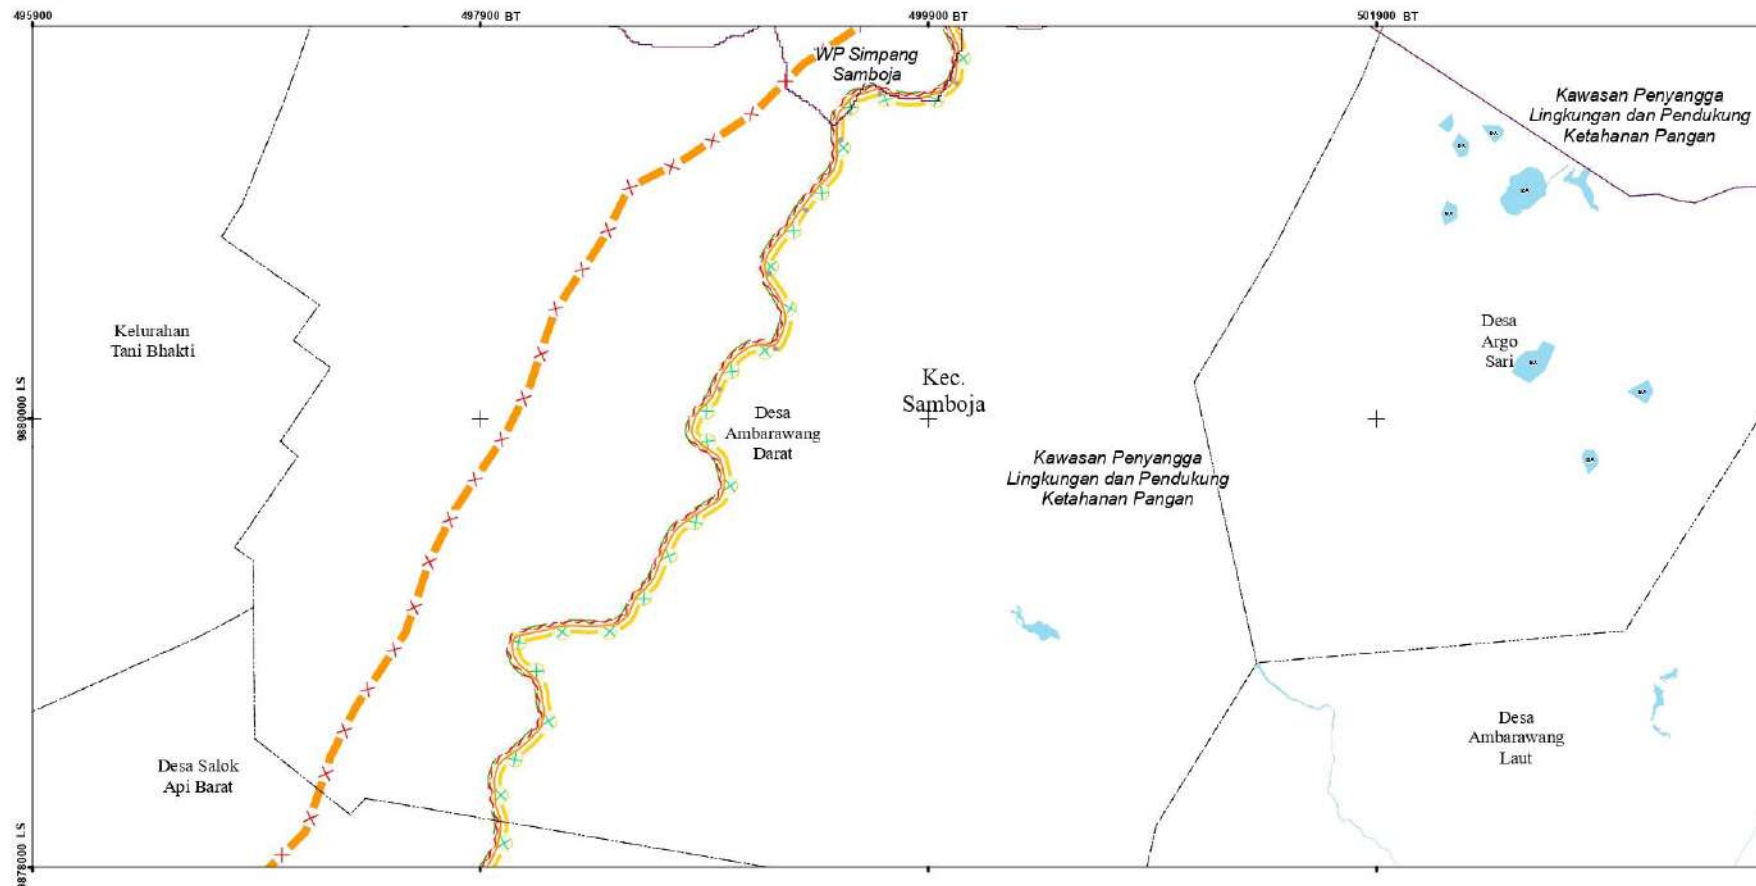 495900
497900 BT
499900 BT
501900 BT
WP Simpang
Samboja
Kawasan Penyangga
Lingkungan dan Pendukung
Ketahanan Pangan
Kelurahan
Tani Bhakti
Desa
Argo
Sari
Kec.
Samboja
9880000 LS
Desa
Ambarawang
Darat
Kawasan Penyangga
Lingkungan dan Pendukung
Ketahanan Pangan
Desa
Ambarawang
Laut
Desa Salok
Api Barat
9878000 LS